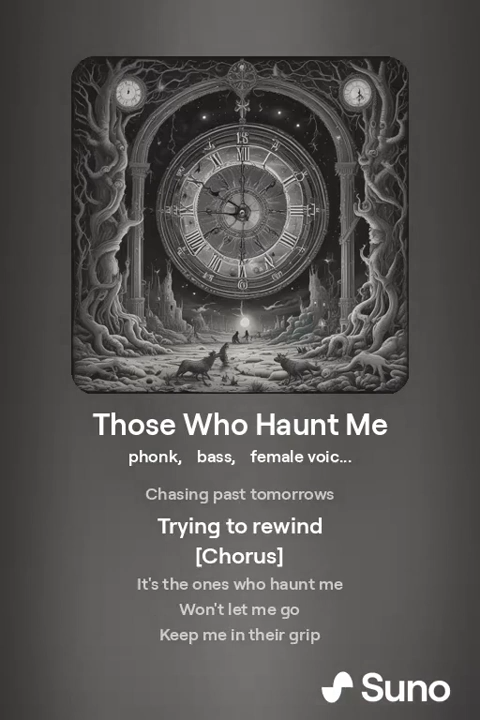 Those Who Haunt Me
phonk, bass, female voic...
Chasing past tomorrows
Trying to rewind
[Chorus]
It's the ones who haunt me
Won't let me go
Keep me in their grip
Suno